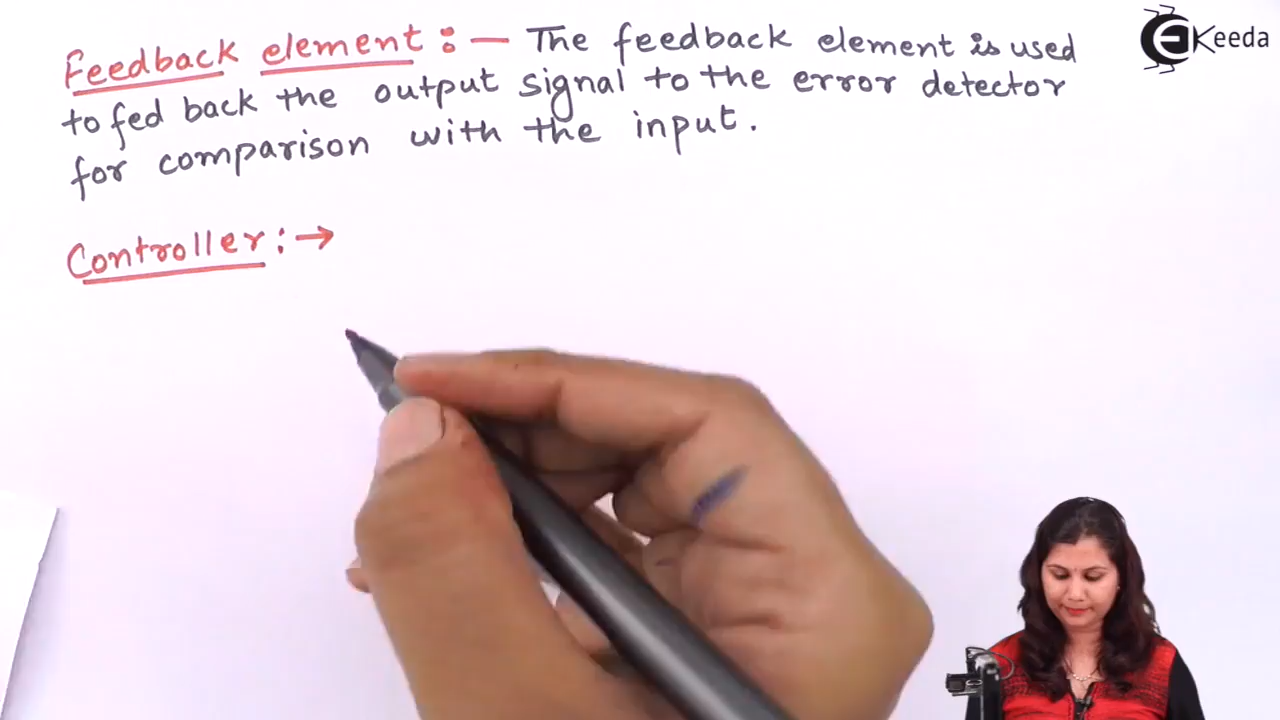 Feedback element :— The feedback element is used
to fed back the output signal to the error detector
for comparison with the input.
Controller :→
EKeeda